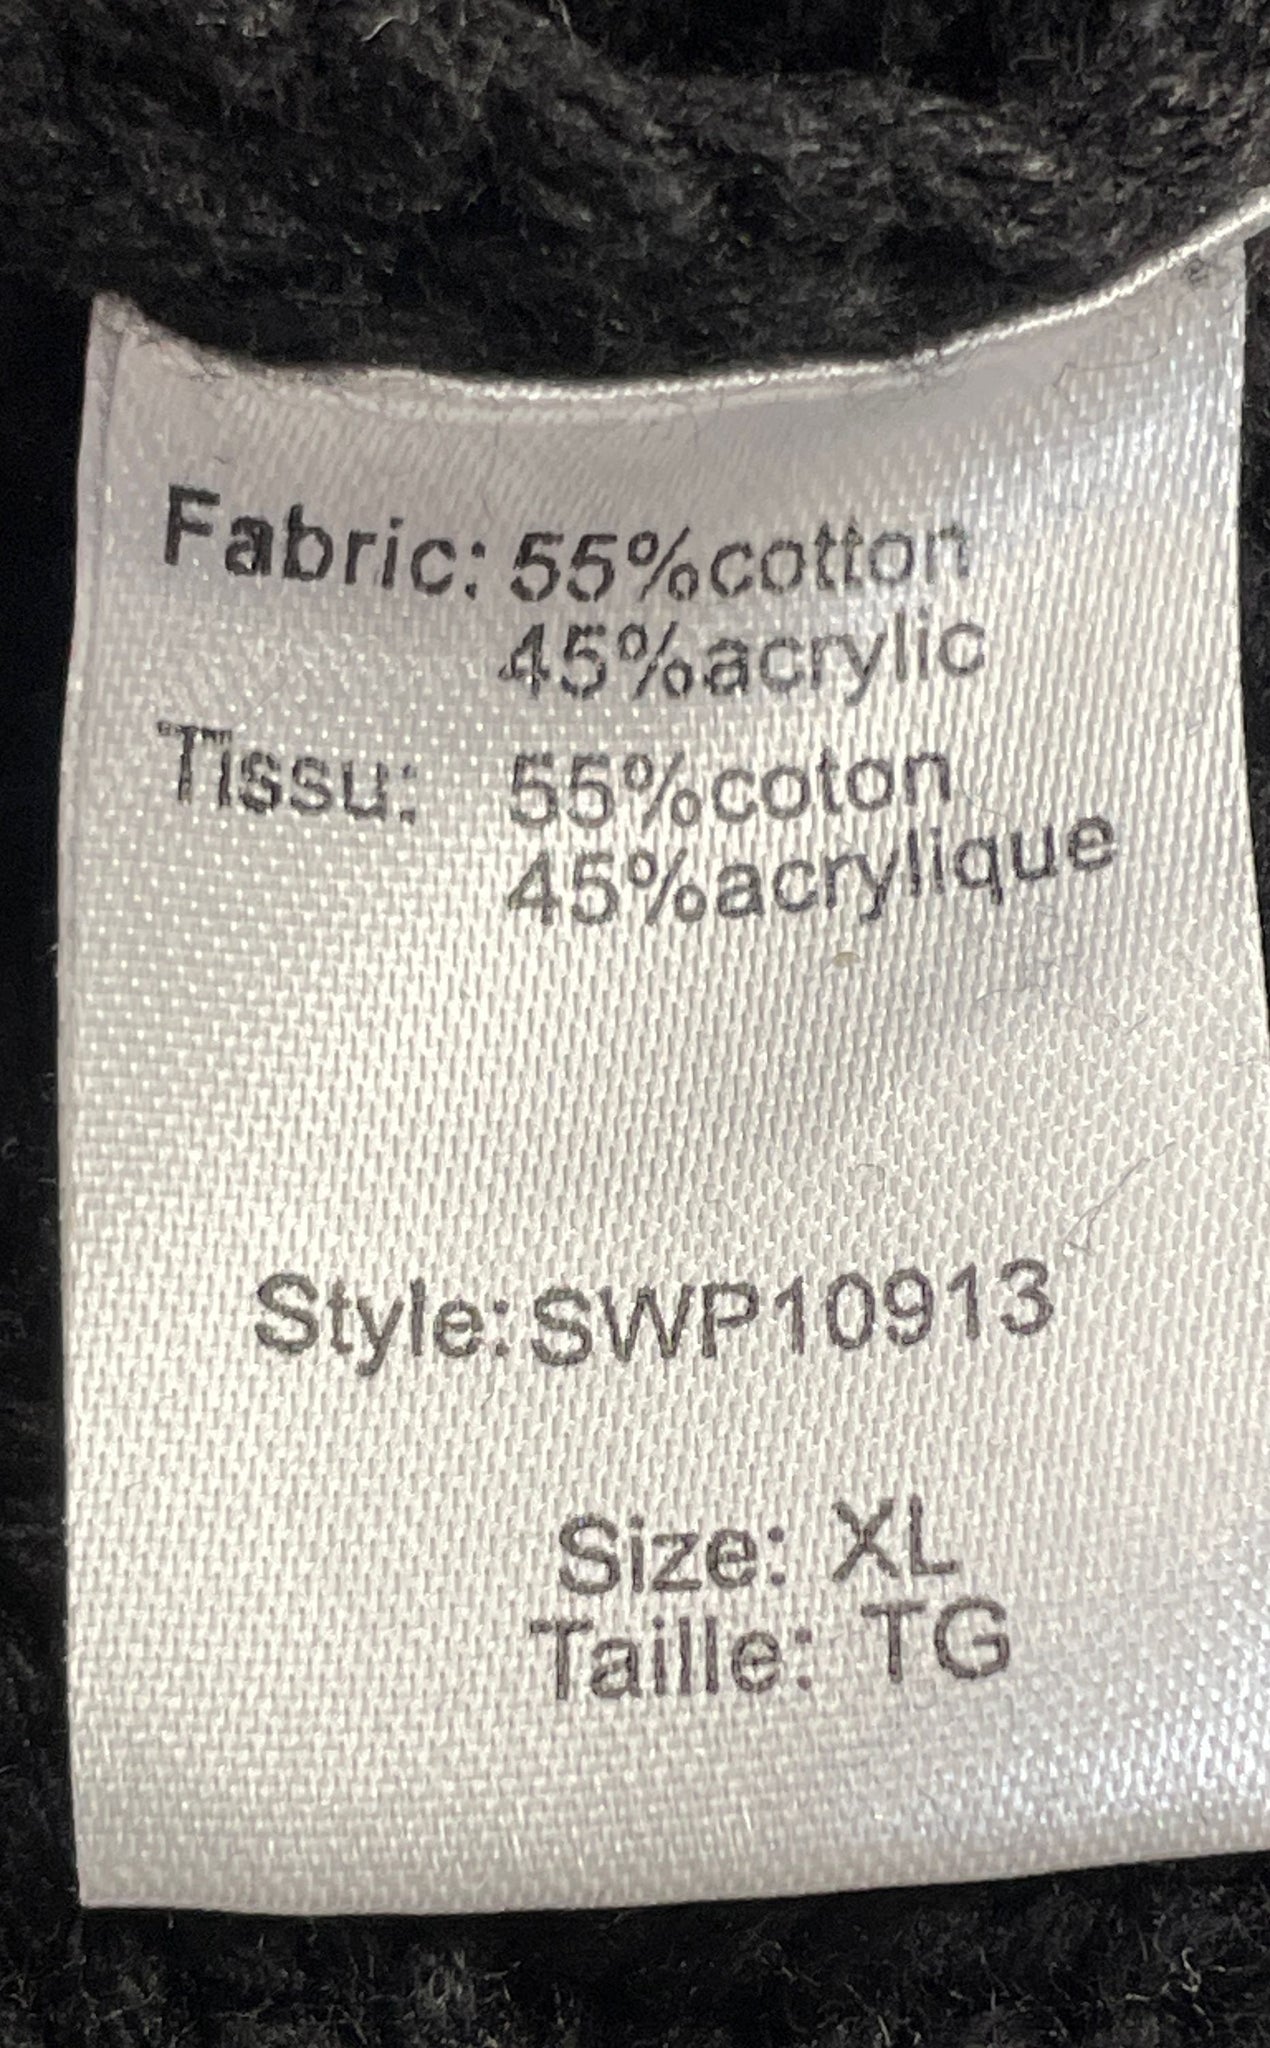 Fabric: 55%cotton
45%acrylic
Tissu: 55%coton
45%acrylique
Style:SWP10913
Size: XL
Taille: TG